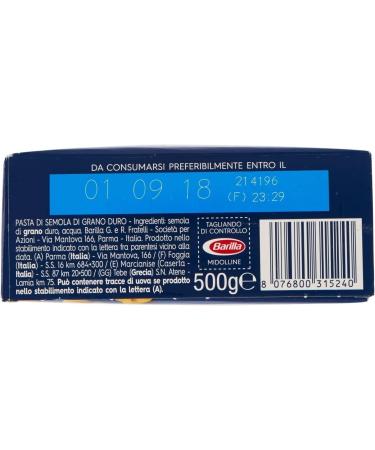 DA CONSUMARSI PREFERIBILMENTE ENTRO IL
01 09 18
214196
(F) 23:29
PASTA DI SEMOLA DI GRANO DURO - Ingredienti: semola
di grano duro, acqua. Barilla G. e R. Fratelli - Società per
Azioni - Via Mantova 166, Parma - Italia. Prodotto nello
stabilimento indicato con la lettera tra parentesi vicino alla
data. (A) Parma (Italia) - Via Mantova, 166 / (F) Foggia
(Italia) - S.S. 16 km 684+300 / (E) Marcianise (Caserta -
Italia) - S.S. 87 km 20+500 / (GG) Tebe (Grecia) S.N. Atene -
Lamia km 75. Può contenere tracce di uova se prodotto
nello stabilimento indicato con la lettera (A).
TAGLIANDO
DI CONTROLLO
Barilla
MIDOLLINE
500g e
8 076800 315240